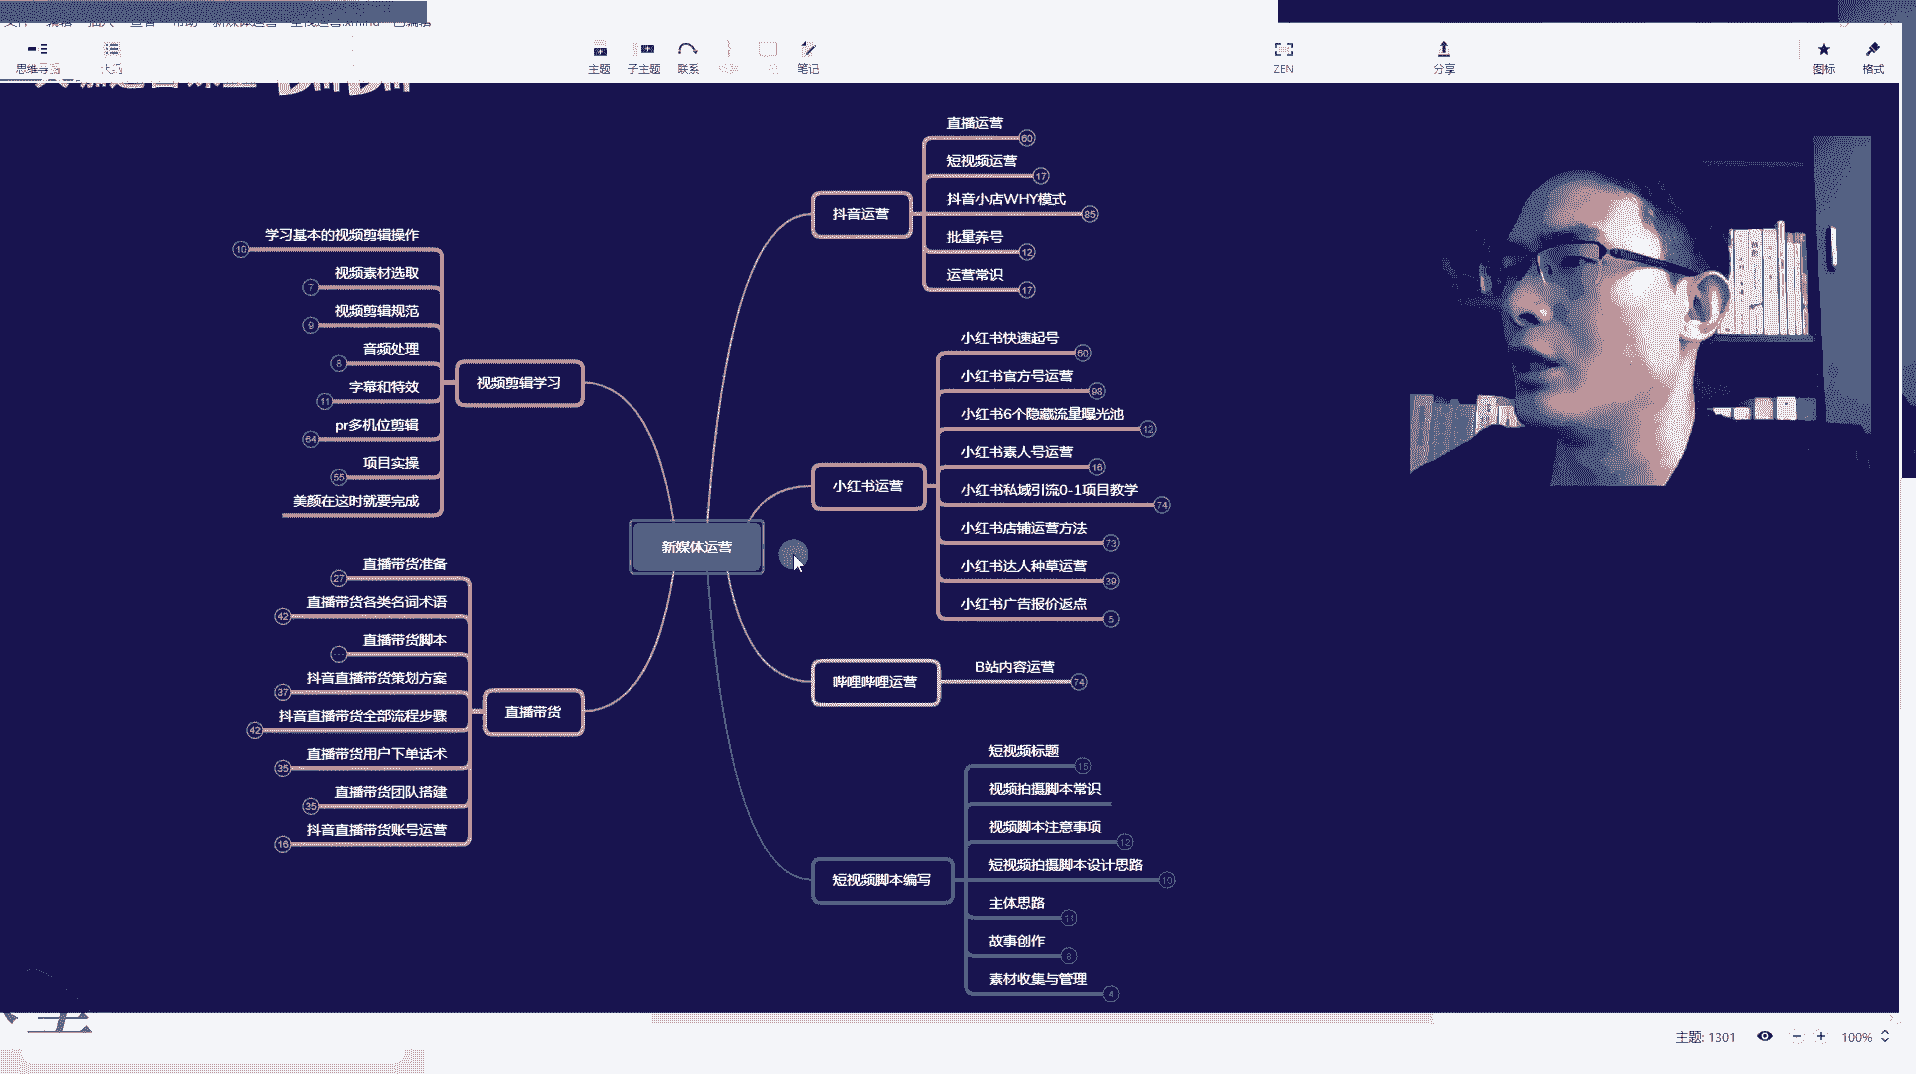 思维导图
主题
子主题
联系
笔记
ZEN
分享
图标
格式
学习基本的视频剪辑操作
10
视频素材选取
7
视频剪辑规范
9
音频处理
8
字幕和特效
11
pr多机位剪辑
64
项目实操
55
美颜在这时就要完成
视频剪辑学习
直播带货准备
27
直播带货各类名词术语
42
直播带货脚本
抖音直播带货策划方案
37
抖音直播带货全部流程步骤
42
直播带货用户下单话术
35
直播带货团队搭建
35
抖音直播带货账号运营
16
直播带货
新媒体运营
抖音运营
直播运营
60
短视频运营
17
抖音小店WHY模式
85
批量养号
12
运营常识
17
小红书运营
小红书快速起号
60
小红书官方号运营
98
小红书6个隐藏流量曝光池
12
小红书素人号运营
16
小红书私域引流0-1项目教学
74
小红书店铺运营方法
73
小红书达人种草运营
39
小红书广告报价返点
5
哔哩哔哩运营
B站内容运营
74
短视频脚本编写
短视频标题
15
视频拍摄脚本常识
视频脚本注意事项
12
短视频拍摄脚本设计思路
10
主体思路
11
故事创作
8
素材收集与管理
4
主题: 1301
100%